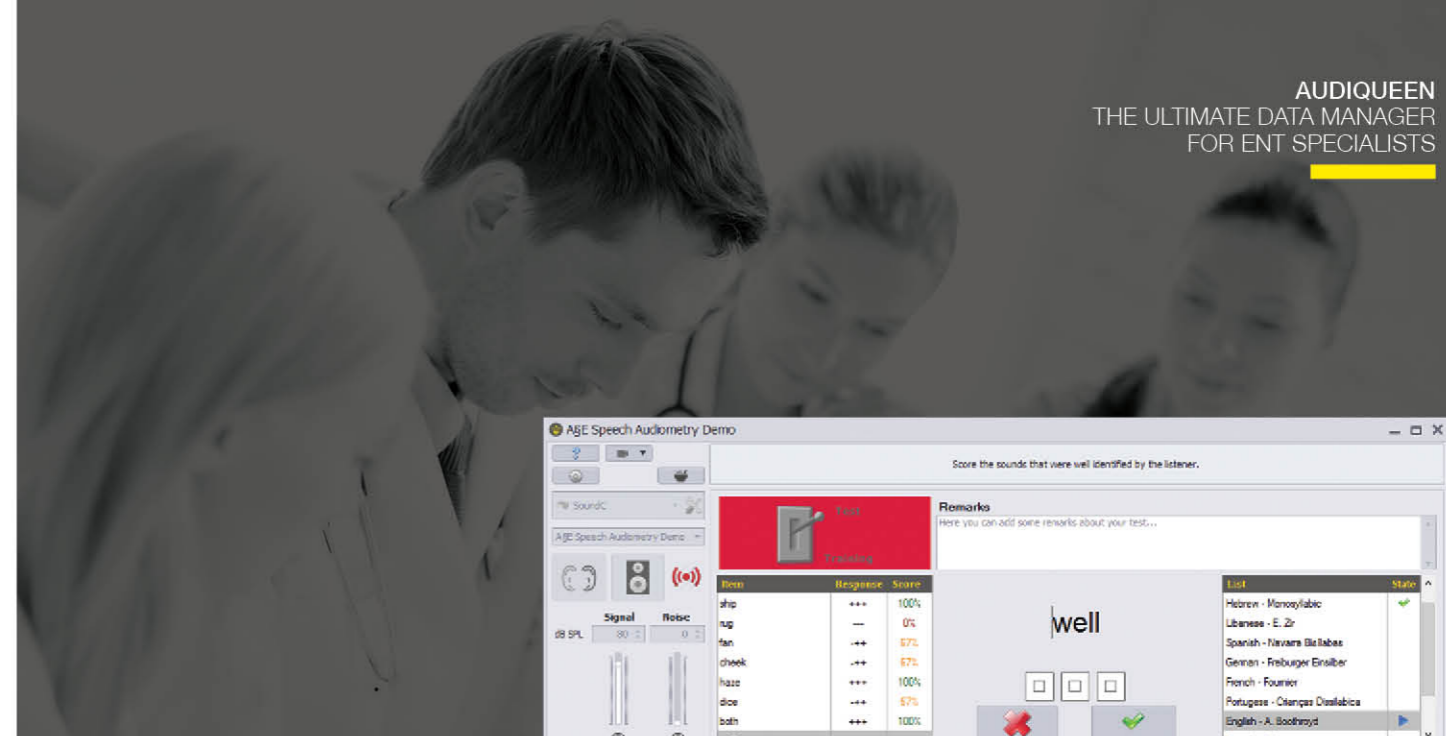 AUDIQUEEN
THE ULTIMATE DATA MANAGER
FOR ENT SPECIALISTS
A§E Speech Audiometry Demo
Score the sounds that were well identified by the listener.
SoundC
Test
Training
Remarks
Here you can add some remarks about your test...
A§E Speech Audiometry Demo
Signal Noise
dB SPL 80 0
Item Response Score
ship +++ 100%
rug --- 0%
fan -++ 67%
cheek -++ 67%
haze +++ 100%
dice -++ 67%
both +++ 100%
well
List State
Hebrew - Monosyllabic
Libanese - E. Zir
Spanish - Navarra Bisilabas
German - Freiburger Einsilber
French - Fournier
Portugese - Crianças Dissilabica
English - A. Boothroyd